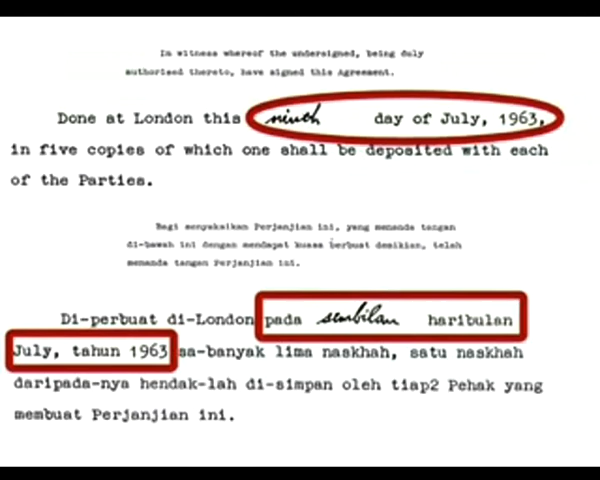 In witness whereof the undersigned, being duly
authorised thereto, have signed this Agreement.
Done at London this ninth day of July, 1963,
in five copies of which one shall be deposited with each
of the Parties.
Bagi menyaksikan Perjanjian ini, yang menanda tangan
di-bawah ini dengan mendapat kuasa berbuat demikian, telah
menanda tangan Perjanjian ini.
Di-perbuat di-London pada sembilan haribulan
July, tahun 1963 sa-banyak lima naskhah, satu naskhah
daripada-nya hendak-lah di-simpan oleh tiap2 Pehak yang
membuat Perjanjian ini.